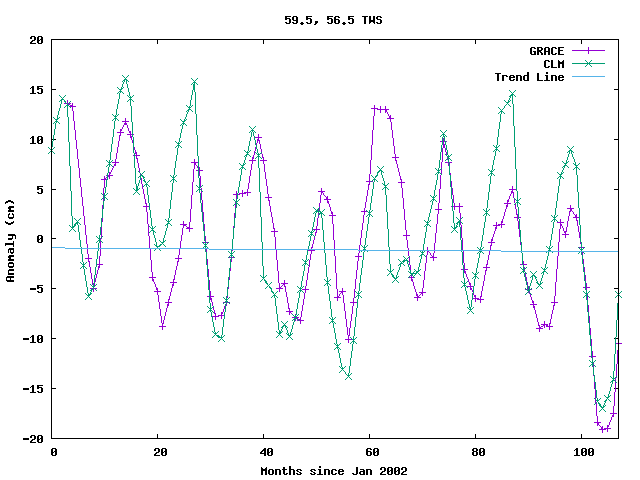 59.5, 56.5 TWS
GRACE
CLM
Trend Line
Anomaly (cm)
20
15
10
5
0
-5
-10
-15
-20
0 20 40 60 80 100
Months since Jan 2002